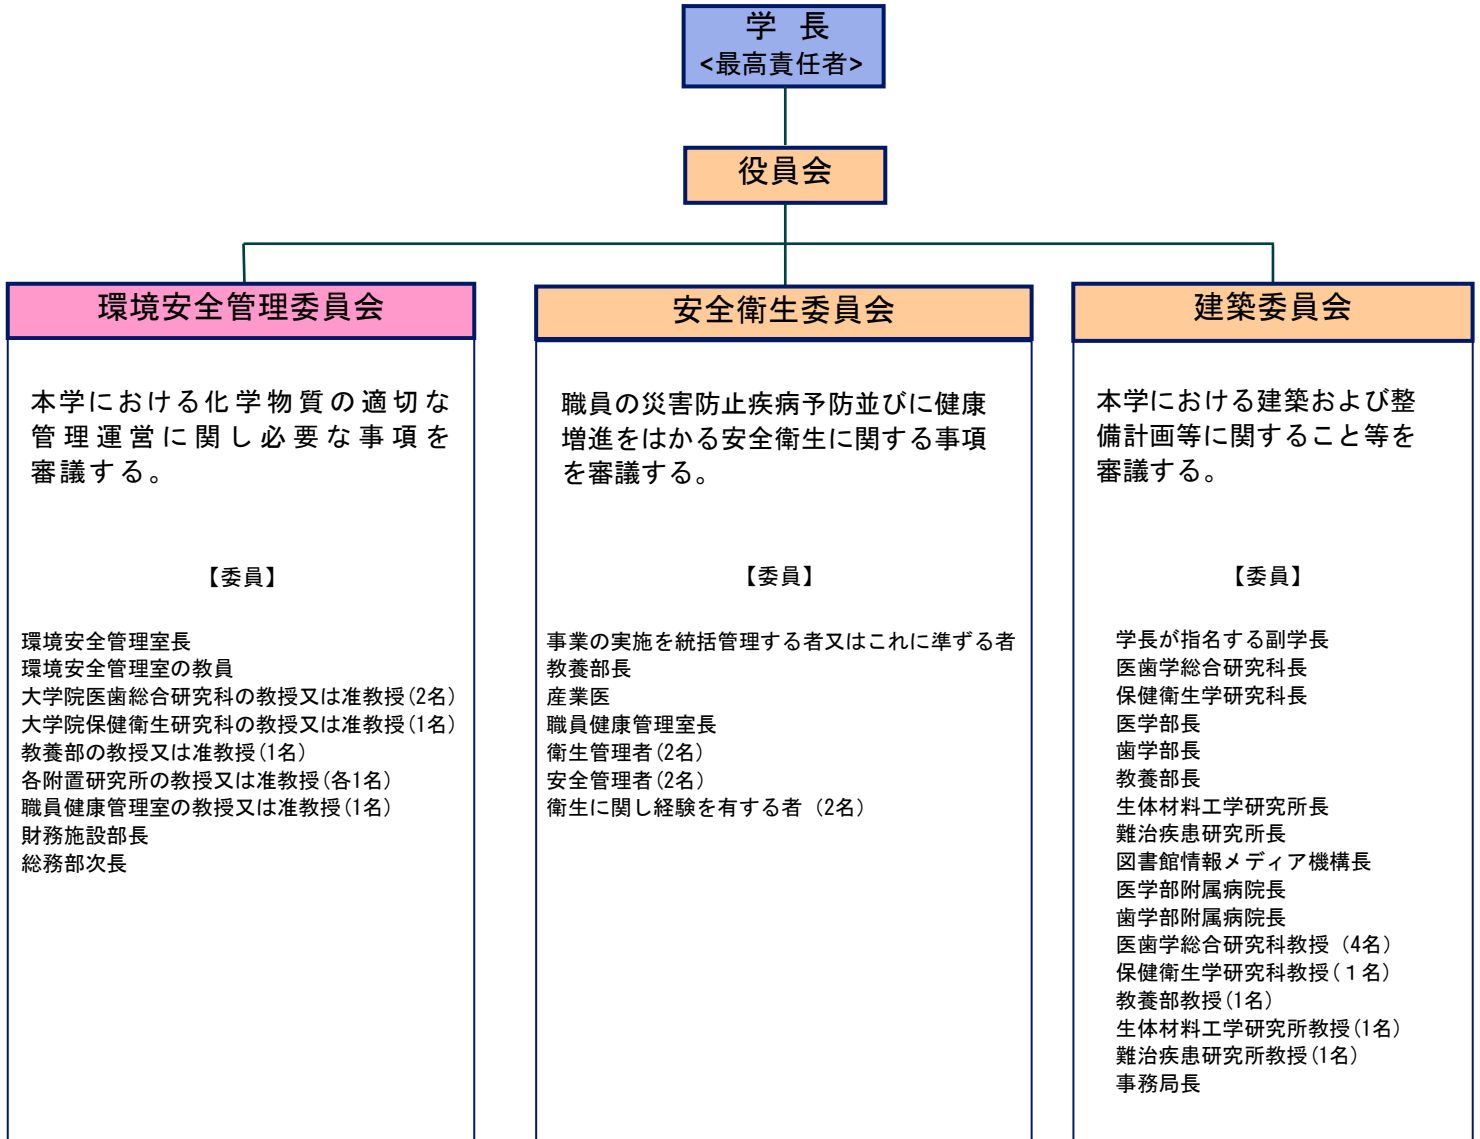 学 長
<最高責任者>
役員会
環境安全管理委員会
本学における化学物質の適切な
管理運営に関し必要な事項を
審議する。
【委員】
環境安全管理室長
環境安全管理室の教員
大学院医歯総合研究科の教授又は准教授(2名)
大学院保健衛生研究科の教授又は准教授(1名)
教養部の教授又は准教授(1名)
各附置研究所の教授又は准教授(各1名)
職員健康管理室の教授又は准教授(1名)
財務施設部長
総務部次長
安全衛生委員会
職員の災害防止疾病予防並びに健康
増進をはかる安全衛生に関する事項
を審議する。
【委員】
事業の実施を統括管理する者又はこれに準ずる者
教養部長
産業医
職員健康管理室長
衛生管理者(2名)
安全管理者(2名)
衛生に関し経験を有する者（2名）
建築委員会
本学における建築および整
備計画等に関すること等を
審議する。
【委員】
学長が指名する副学長
医歯学総合研究科長
保健衛生学研究科長
医学部長
歯学部長
教養部長
生体材料工学研究所長
難治疾患研究所長
図書館情報メディア機構長
医学部附属病院長
歯学部附属病院長
医歯学総合研究科教授（4名）
保健衛生学研究科教授(１名)
教養部教授(1名)
生体材料工学研究所教授(1名)
難治疾患研究所教授(1名)
事務局長